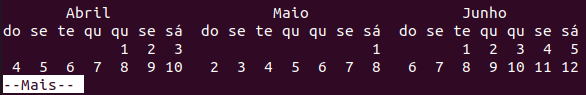 Abril Maio Junho
do se te qu qu se sá do se te qu qu se sá do se te qu qu se sá
1 2 3 1 1 2 3 4 5
4 5 6 7 8 9 10 2 3 4 5 6 7 8 6 7 8 9 10 11 12
--Mais--